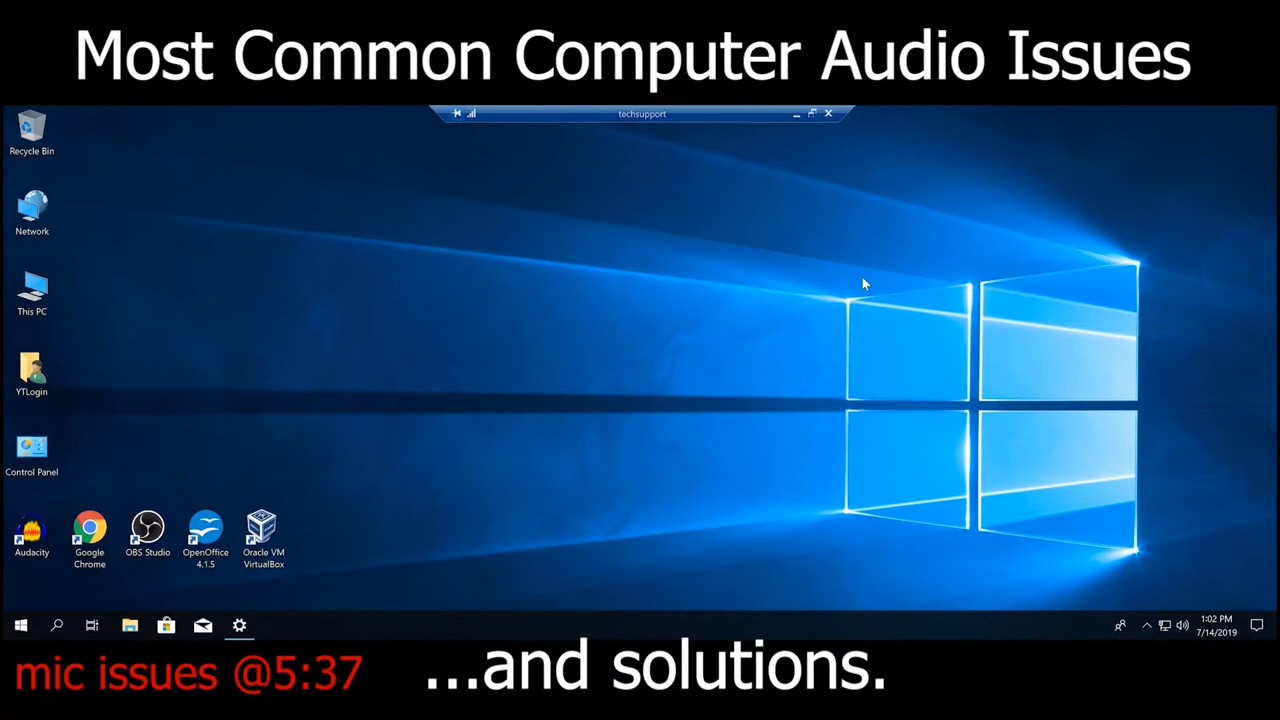 Most Common Computer Audio Issues
techsupport
Recycle Bin
Network
This PC
YTLogin
Control Panel
Audacity
Google
Chrome
OBS Studio
OpenOffice
4.1.5
Oracle VM
VirtualBox
1:02 PM
7/14/2019
mic issues @5:37
...and solutions.